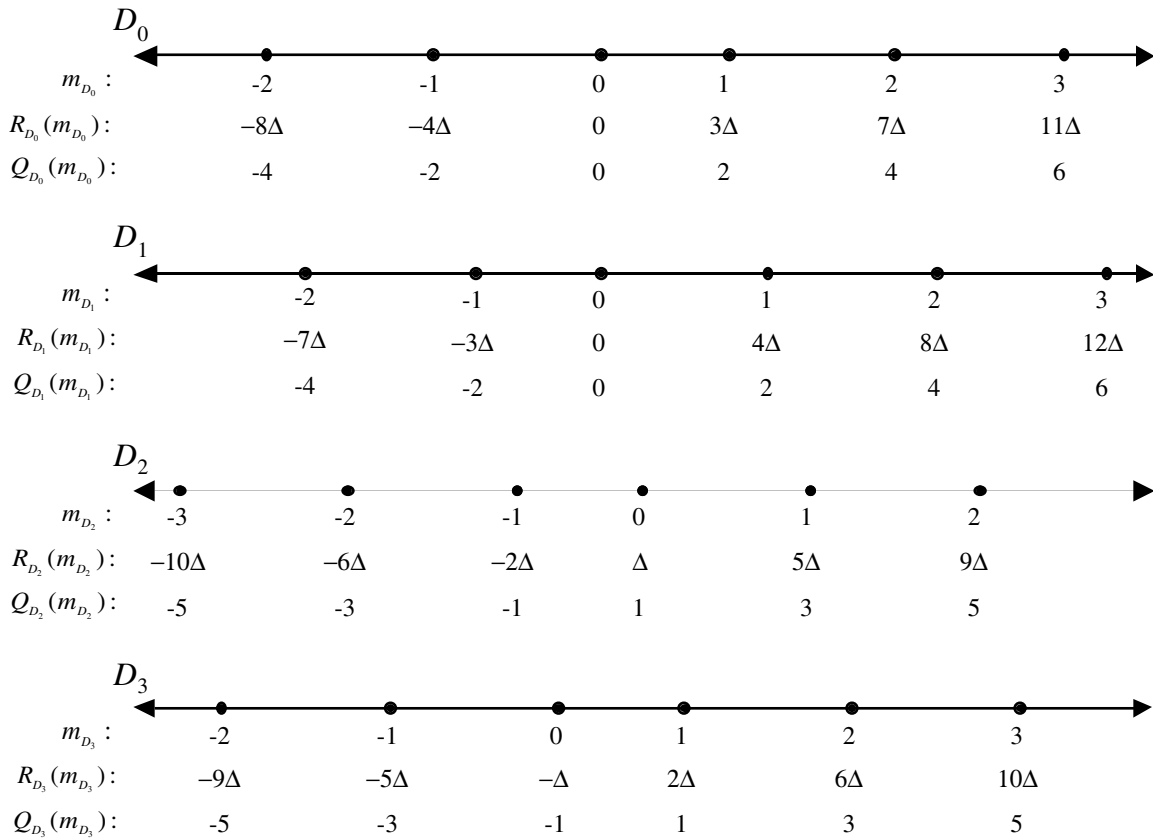 D₀
m_{D₀} : -2 -1 0 1 2 3
R_{D₀}(m_{D₀}) : −8Δ −4Δ 0 3Δ 7Δ 11Δ
Q_{D₀}(m_{D₀}) : -4 -2 0 2 4 6
D₁
m_{D₁} : -2 -1 0 1 2 3
R_{D₁}(m_{D₁}) : −7Δ −3Δ 0 4Δ 8Δ 12Δ
Q_{D₁}(m_{D₁}) : -4 -2 0 2 4 6
D₂
m_{D₂} : -3 -2 -1 0 1 2
R_{D₂}(m_{D₂}) : −10Δ −6Δ −2Δ Δ 5Δ 9Δ
Q_{D₂}(m_{D₂}) : -5 -3 -1 1 3 5
D₃
m_{D₃} : -2 -1 0 1 2 3
R_{D₃}(m_{D₃}) : −9Δ −5Δ −Δ 2Δ 6Δ 10Δ
Q_{D₃}(m_{D₃}) : -5 -3 -1 1 3 5